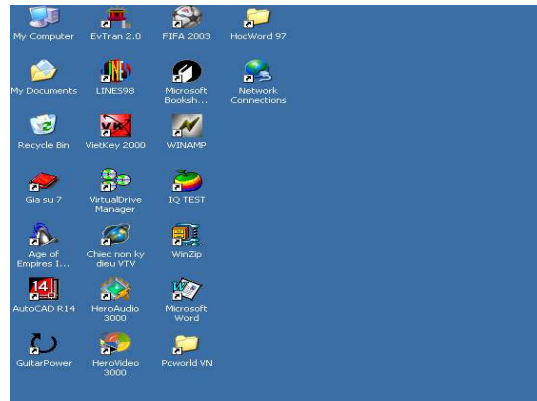 My Computer
EvTran 2.0
FIFA 2003
HocWord 97
My Documents
LINES98
Microsoft
Booksh...
Network
Connections
Recycle Bin
VietKey 2000
WINAMP
Gia su 7
VirtualDrive
Manager
IQ TEST
Age of
Empires I...
Chiec non ky
dieu VTV
WinZip
14
AutoCAD R14
HeroAudio
3000
Microsoft
Word
GuitarPower
HeroVideo
3000
Pcworld VN